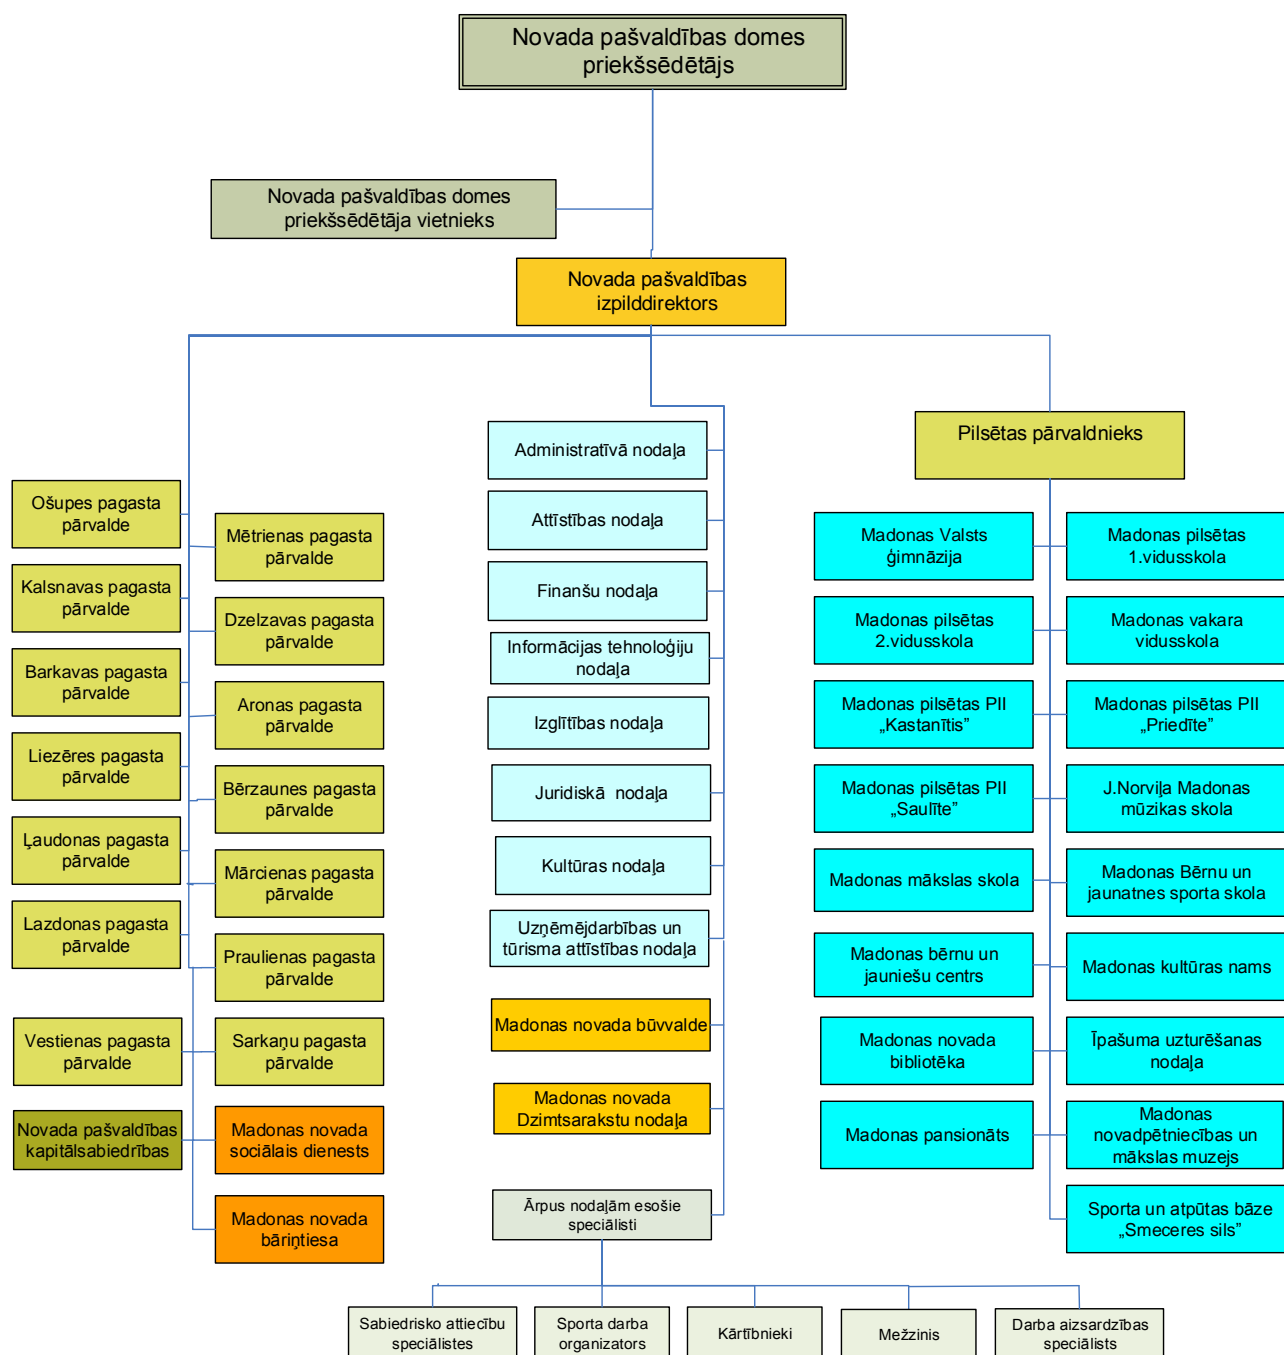 Novada pašvaldības domes
priekšsēdētājs
Novada pašvaldības domes
priekšsēdētāja vietnieks
Novada pašvaldības
izpilddirektors
Ošupes pagasta
pārvalde
Kalsnavas pagasta
pārvalde
Barkavas pagasta
pārvalde
Liezēres pagasta
pārvalde
Ļaudonas pagasta
pārvalde
Lazdonas pagasta
pārvalde
Vestienas pagasta
pārvalde
Novada pašvaldības
kapitālsabiedrības
Mētrienas pagasta
pārvalde
Dzelzavas pagasta
pārvalde
Aronas pagasta
pārvalde
Bērzaunes pagasta
pārvalde
Mārcienas pagasta
pārvalde
Praulienas pagasta
pārvalde
Sarkaņu pagasta
pārvalde
Madonas novada
sociālais dienests
Madonas novada
bāriņtiesa
Administratīvā nodaļa
Attīstības nodaļa
Finanšu nodaļa
Informācijas tehnoloģiju
nodaļa
Izglītības nodaļa
Juridiskā nodaļa
Kultūras nodaļa
Uzņēmējdarbības un
tūrisma attīstības nodaļa
Madonas novada būvvalde
Madonas novada
Dzimtsarakstu nodaļa
Ārpus nodaļām esošie
speciālisti
Pilsētas pārvaldnieks
Madonas Valsts
ģimnāzija
Madonas pilsētas
2.vidusskola
Madonas pilsētas PII
„Kastanītis”
Madonas pilsētas PII
„Saulīte”
Madonas mākslas skola
Madonas bērnu un
jauniešu centrs
Madonas novada
bibliotēka
Madonas pansionāts
Madonas pilsētas
1.vidusskola
Madonas vakara
vidusskola
Madonas pilsētas PII
„Priedīte”
J.Norviļa Madonas
mūzikas skola
Madonas Bērnu un
jaunatnes sporta skola
Madonas kultūras nams
Īpašuma uzturēšanas
nodaļa
Madonas
novadpētniecības un
mākslas muzejs
Sporta un atpūtas bāze
„Smeceres sils”
Sabiedrisko attiecību
speciālistes
Sporta darba
organizators
Kārtībnieki
Mežzinis
Darba aizsardzības
speciālists